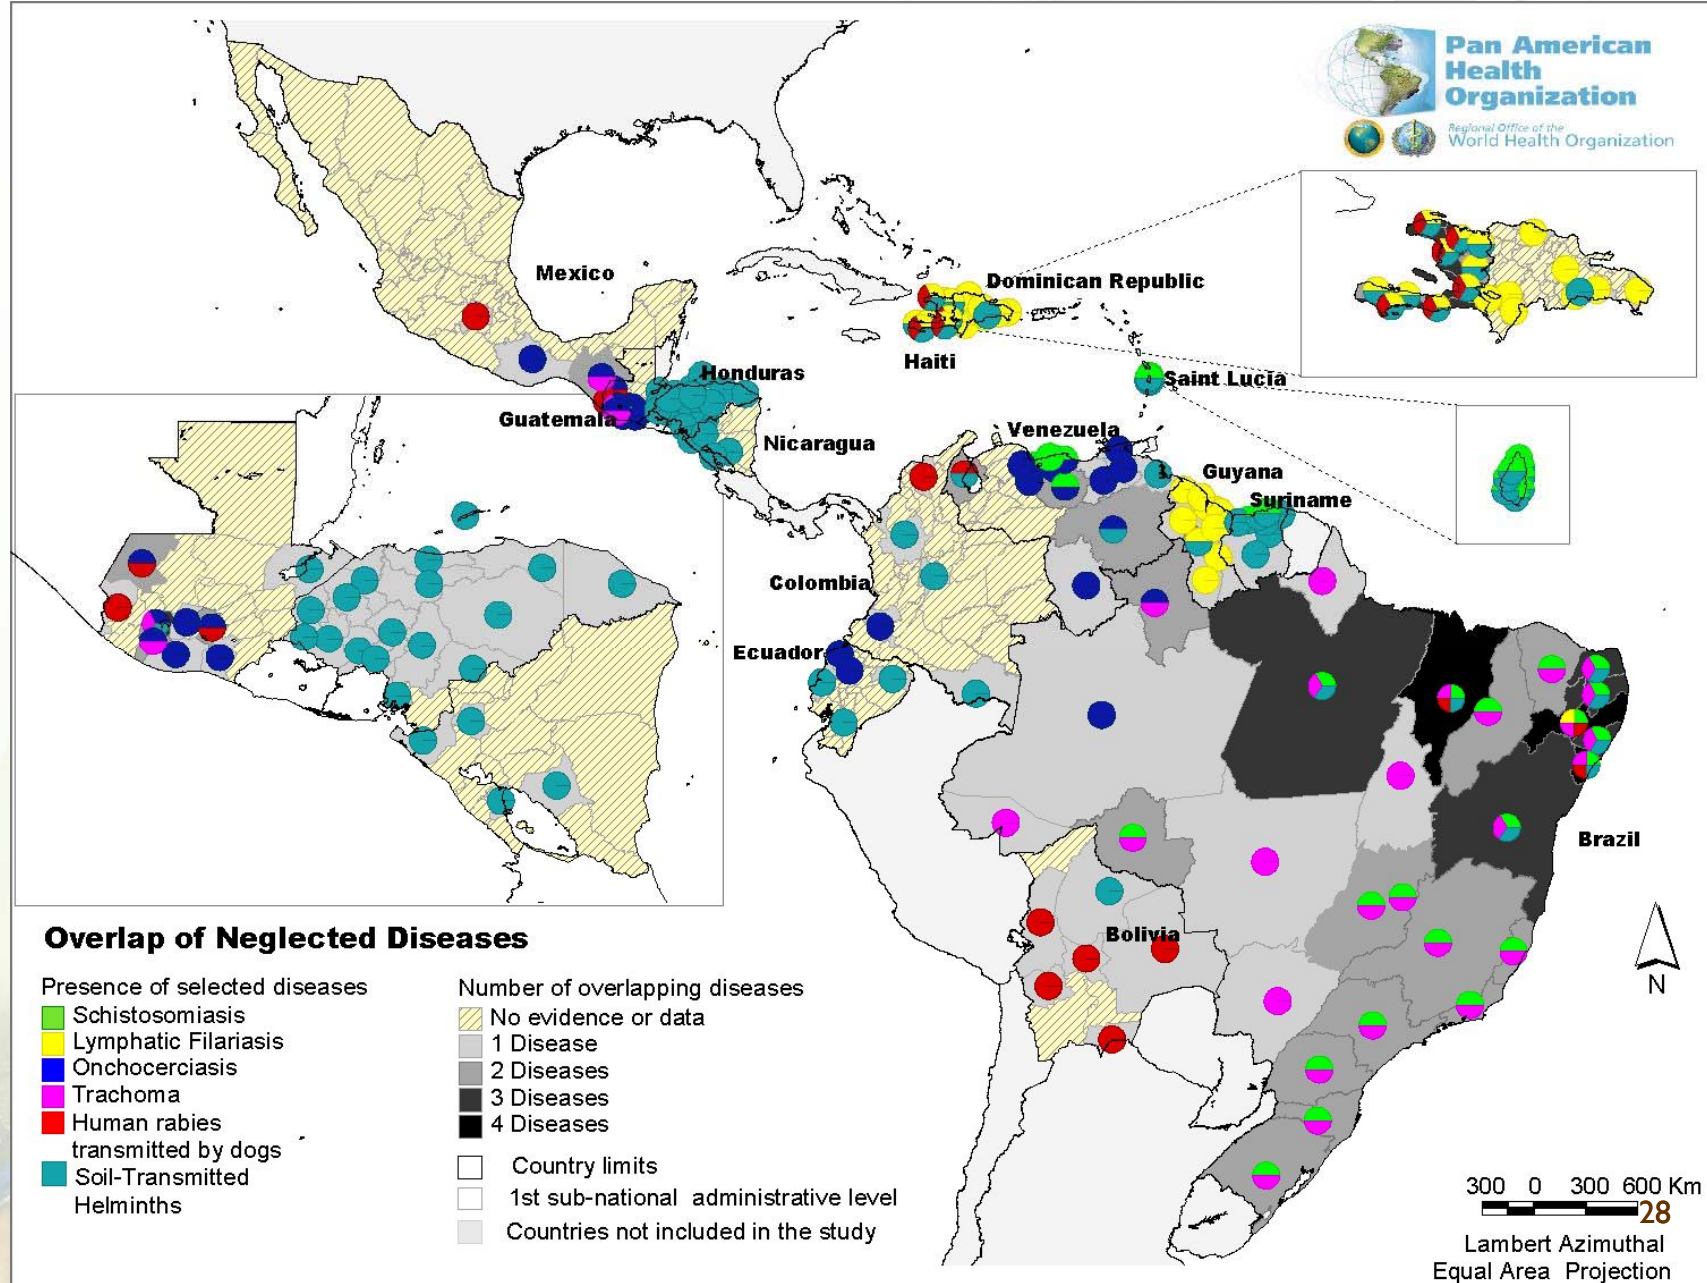 Pan American
Health
Organization
Regional Office of the
World Health Organization
Mexico
Dominican Republic
Haiti
Honduras
Saint Lucia
Guatemala
Nicaragua
Venezuela
Guyana
Suriname
Colombia
Ecuador
Brazil
Bolivia
N
Overlap of Neglected Diseases
Presence of selected diseases
Schistosomiasis
Lymphatic Filariasis
Onchocerciasis
Trachoma
Human rabies
transmitted by dogs
Soil-Transmitted
Helminths
Number of overlapping diseases
No evidence or data
1 Disease
2 Diseases
3 Diseases
4 Diseases
Country limits
1st sub-national administrative level
Countries not included in the study
300 0 300 600 Km
28
Lambert Azimuthal
Equal Area Projection